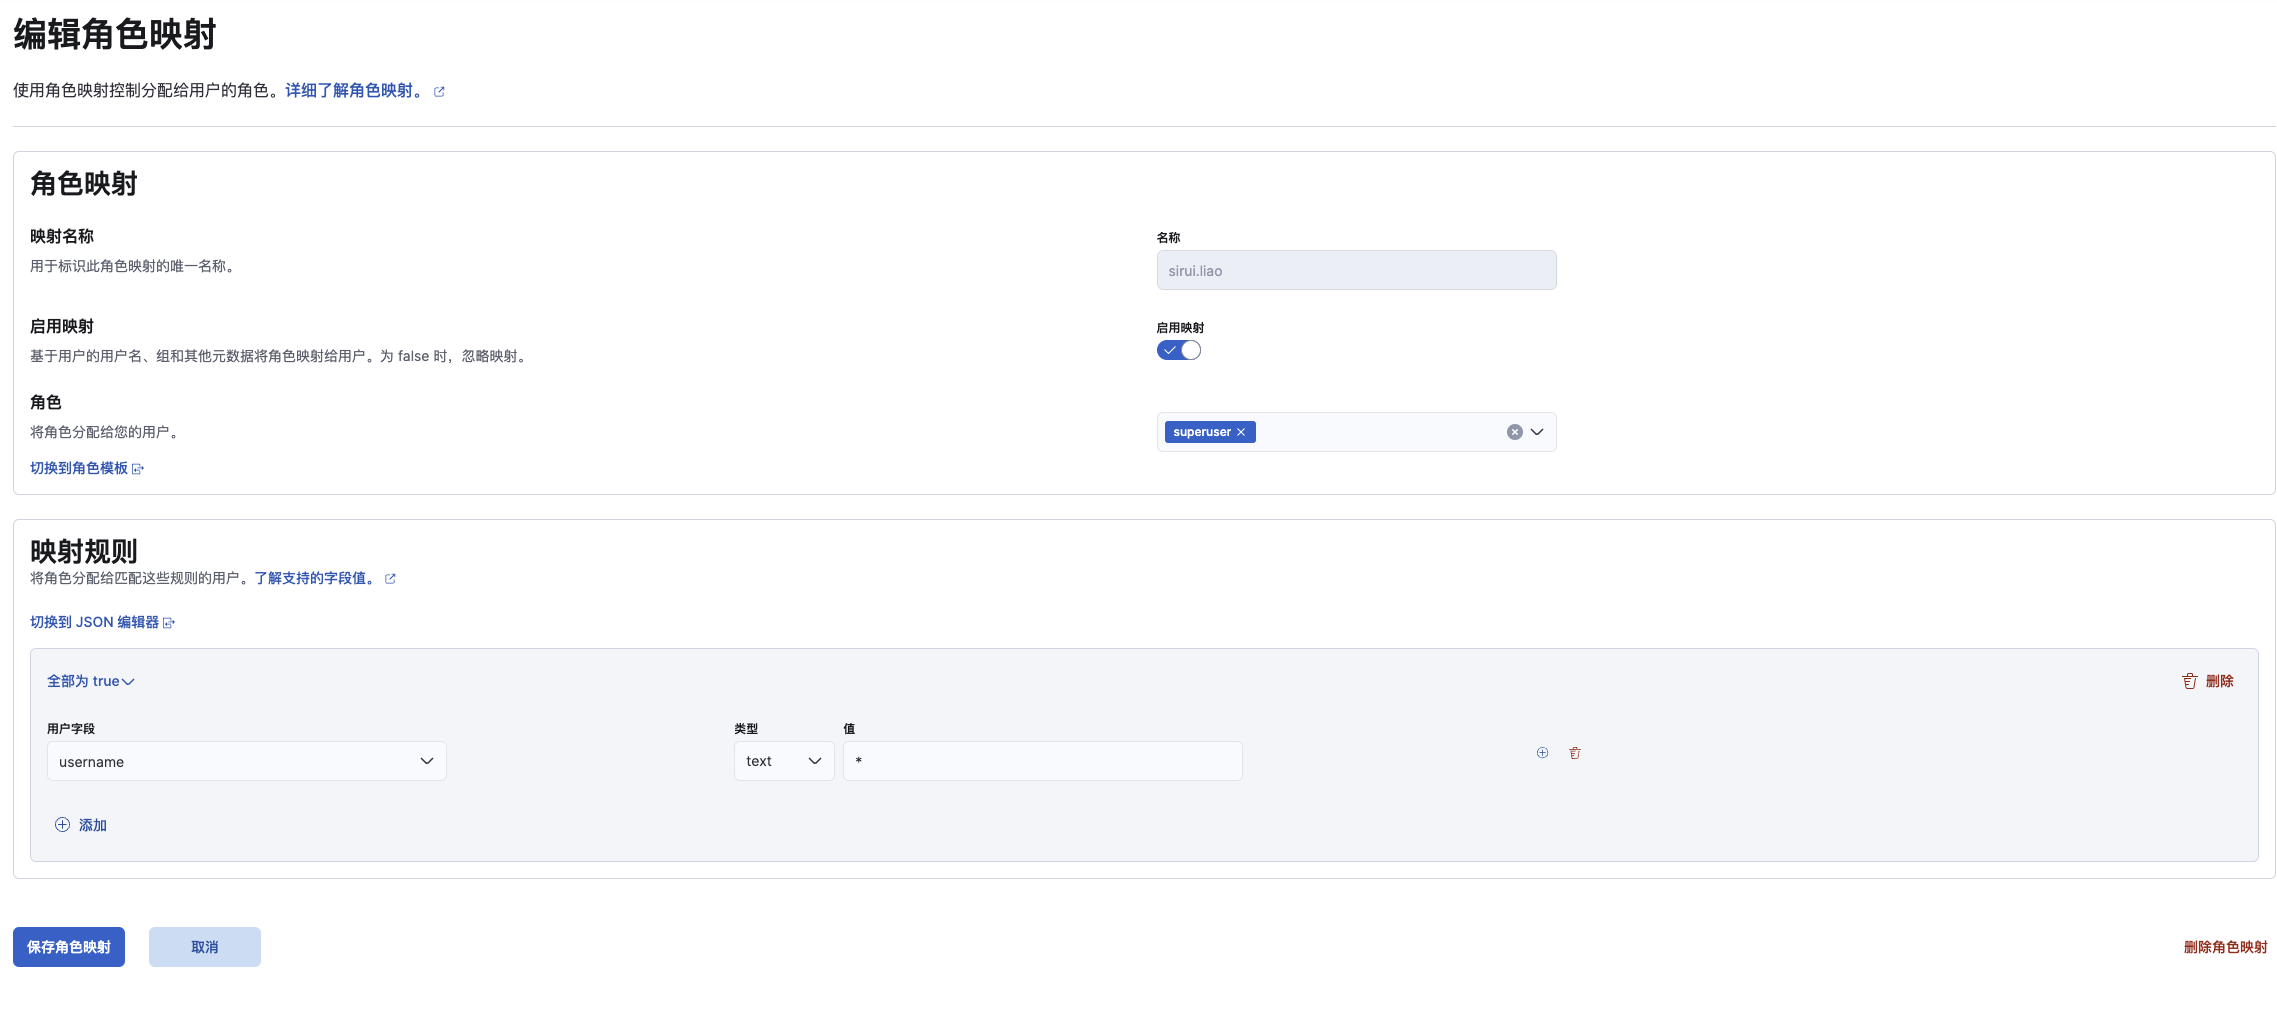 编辑角色映射
使用角色映射控制分配给用户的角色。详细了解角色映射。
角色映射
映射名称
用于标识此角色映射的唯一名称。
名称
sirui.liao
启用映射
基于用户的用户名、组和其他元数据将角色映射给用户。为 false 时，忽略映射。
启用映射
角色
将角色分配给您的用户。
superuser
切换到角色模板
映射规则
将角色分配给匹配这些规则的用户。了解支持的字段值。
切换到 JSON 编辑器
全部为 true
删除
用户字段
类型
值
username
text
*
添加
保存角色映射
取消
删除角色映射